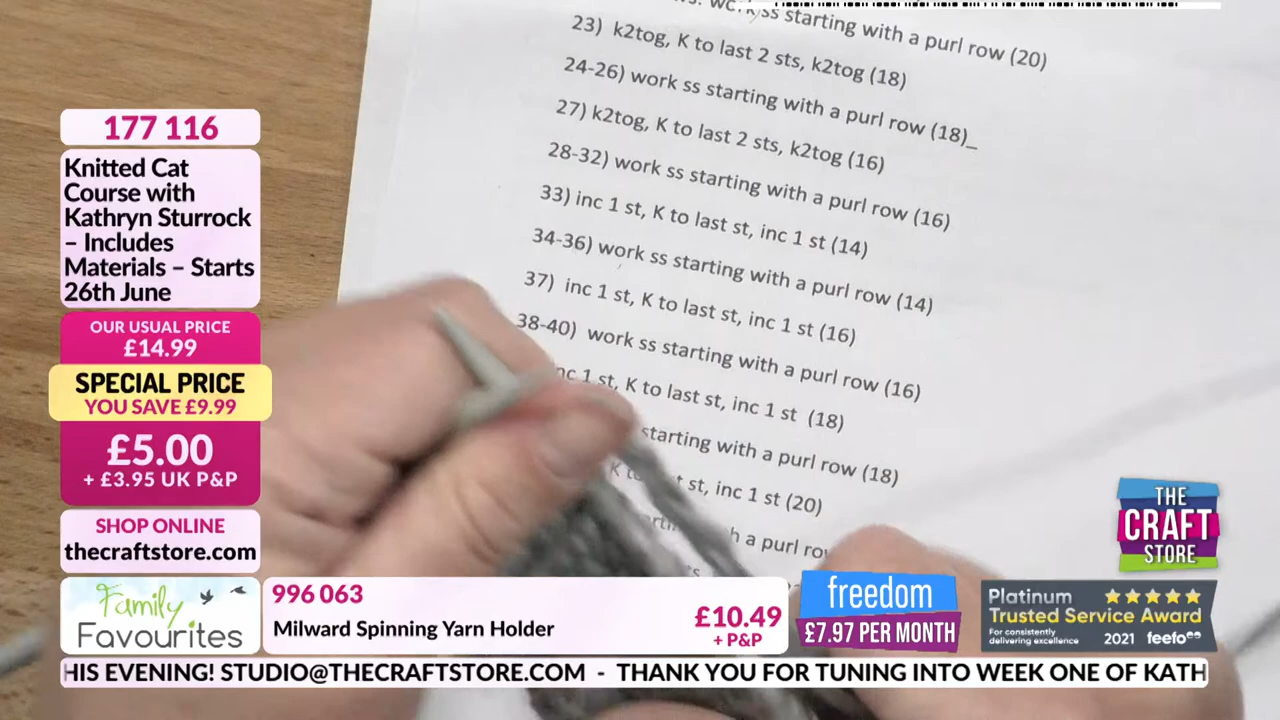 starting with a purl row (20)
23) k2tog, K to last 2 sts, k2tog (18)
24-26) work ss starting with a purl row (18)_
27) k2tog, K to last 2 sts, k2tog (16)
28-32) work ss starting with a purl row (16)
33) inc 1 st, K to last st, inc 1 st (14)
34-36) work ss starting with a purl row (14)
37) inc 1 st, K to last st, inc 1 st (16)
38-40) work ss starting with a purl row (16)
inc 1 st, K to last st, inc 1 st (18)
starting with a purl row (18)
st, inc 1 st (20)
a purl
177 116
Knitted Cat
Course with
Kathryn Sturrock
– Includes
Materials – Starts
26th June
OUR USUAL PRICE
£14.99
SPECIAL PRICE
YOU SAVE £9.99
£5.00
+ £3.95 UK P&P
SHOP ONLINE
thecraftstore.com
Family
Favourites
996 063
Milward Spinning Yarn Holder
£10.49
+ P&P
freedom
£7.97 PER MONTH
THE
CRAFT
STORE
Platinum
Trusted Service Award
For consistently
delivering excellence
2021 feefo
HIS EVENING! STUDIO@THECRAFTSTORE.COM - THANK YOU FOR TUNING INTO WEEK ONE OF KATH